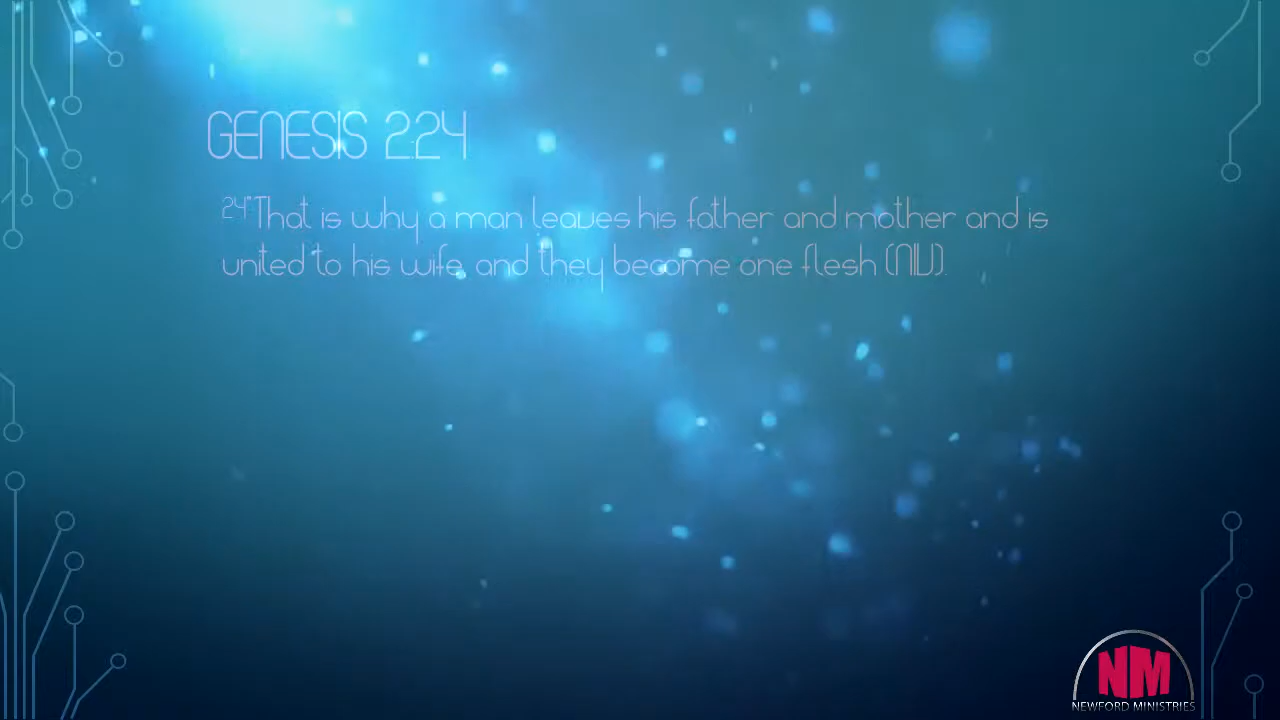 GENESIS 2:24
24"That is why a man leaves his father and mother and is
united to his wife and they become one flesh (NIV).
NM
NEWFORD MINISTRIES